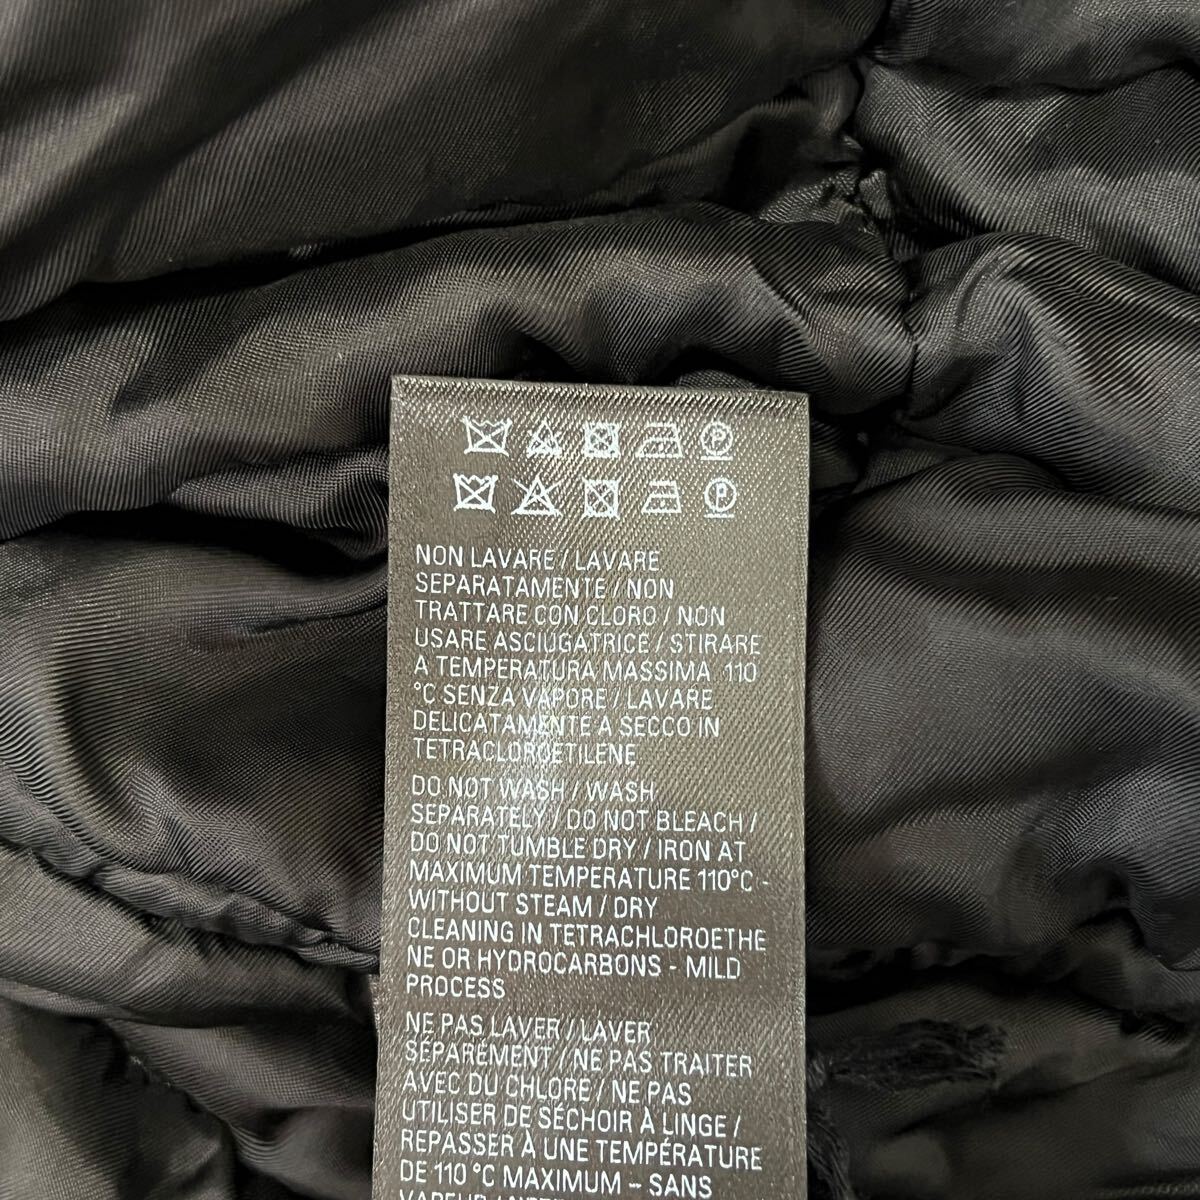 NON LAVARE / LAVARE
SEPARATAMENTE / NON
TRATTARE CON CLORO / NON
USARE ASCIUGATRICE / STIRARE
A TEMPERATURA MASSIMA 110
°C SENZA VAPORE / LAVARE
DELICATAMENTE A SECCO IN
TETRACLOROETILENE
DO NOT WASH / WASH
SEPARATELY / DO NOT BLEACH /
DO NOT TUMBLE DRY / IRON AT
MAXIMUM TEMPERATURE 110°C -
WITHOUT STEAM / DRY
CLEANING IN TETRACHLOROETHE
NE OR HYDROCARBONS - MILD
PROCESS
NE PAS LAVER / LAVER
SÉPARÉMENT / NE PAS TRAITER
AVEC DU CHLORE / NE PAS
UTILISER DE SÉCHOIR À LINGE /
REPASSER À UNE TEMPÉRATURE
DE 110 °C MAXIMUM – SANS